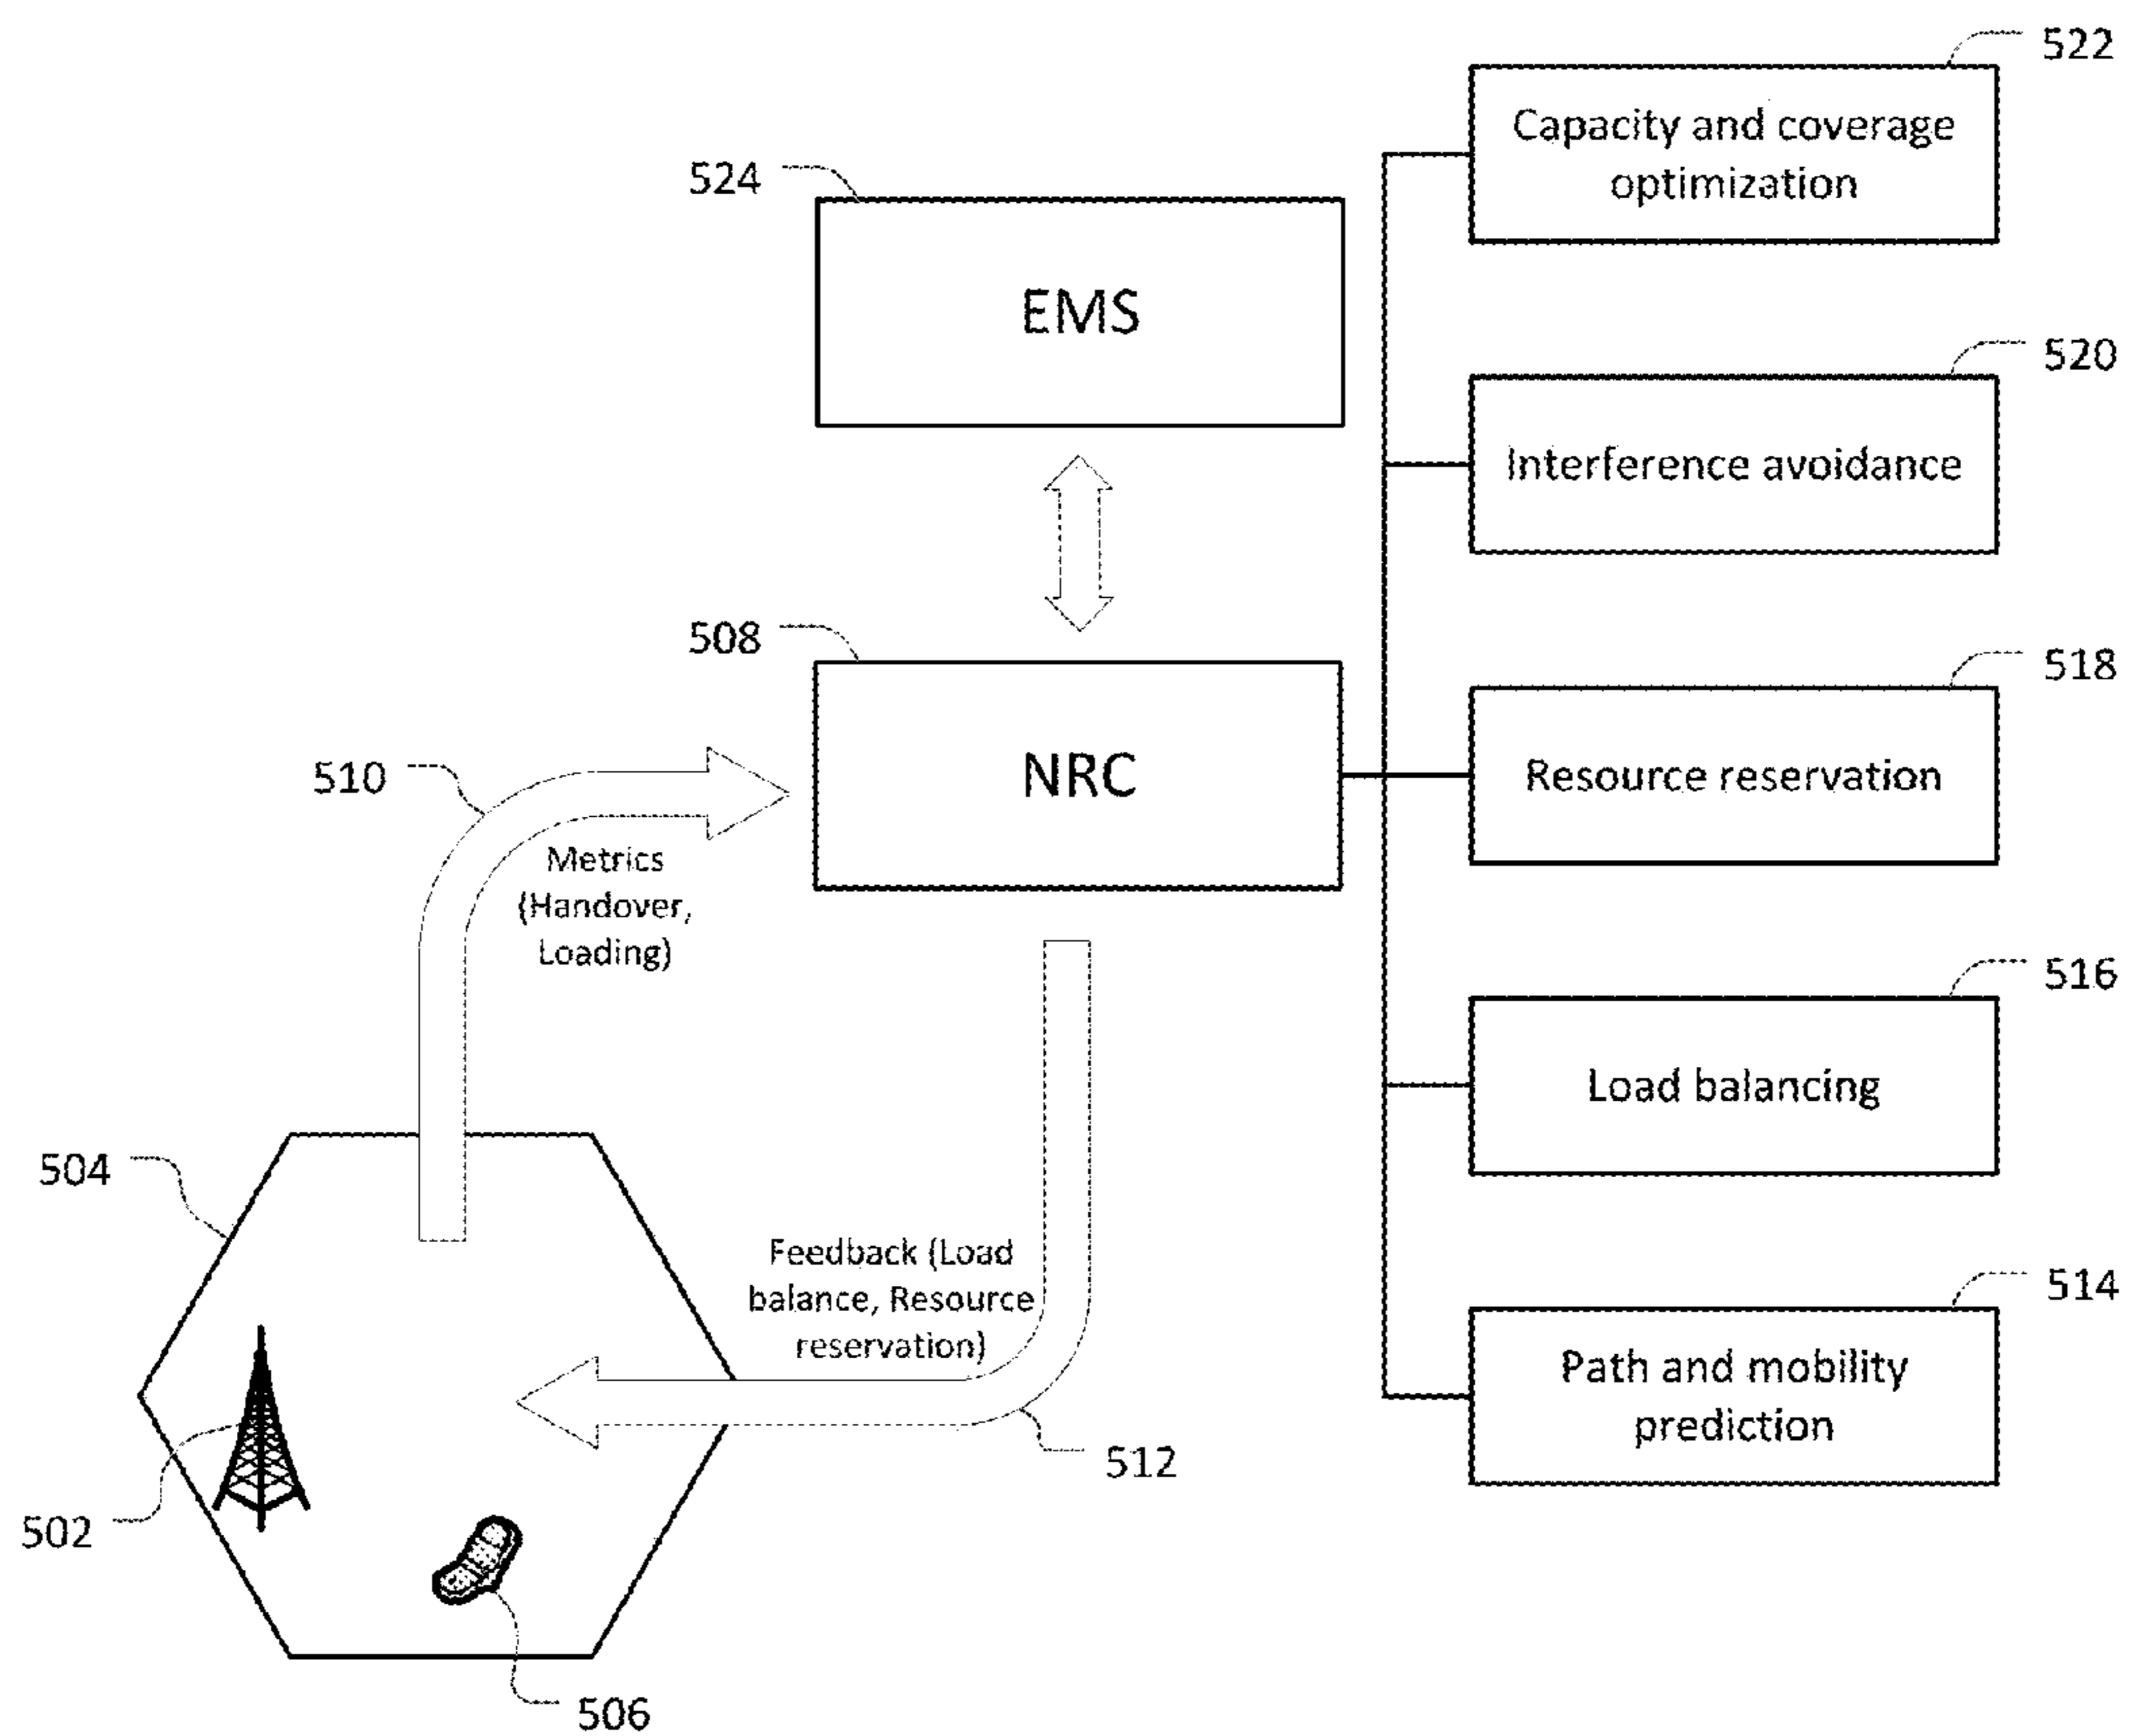 522
Capacity and coverage
optimization
524
EMS
520
Interference avoidance
508
NRC
518
Resource reservation
510
Metrics
(Handover,
Loading)
516
Load balancing
504
Feedback (Load
balance, Resource
reservation)
512
514
Path and mobility
prediction
502
506